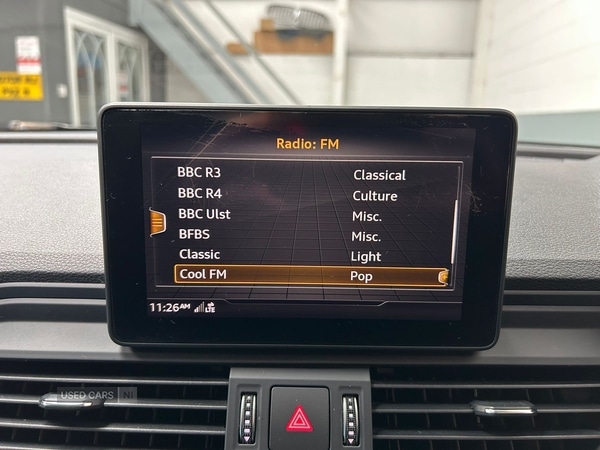 Radio: FM
BBC R3 Classical
BBC R4 Culture
BBC Ulst Misc.
BFBS Misc.
Classic Light
Cool FM Pop
11:26AM LTE
USED CARS NI